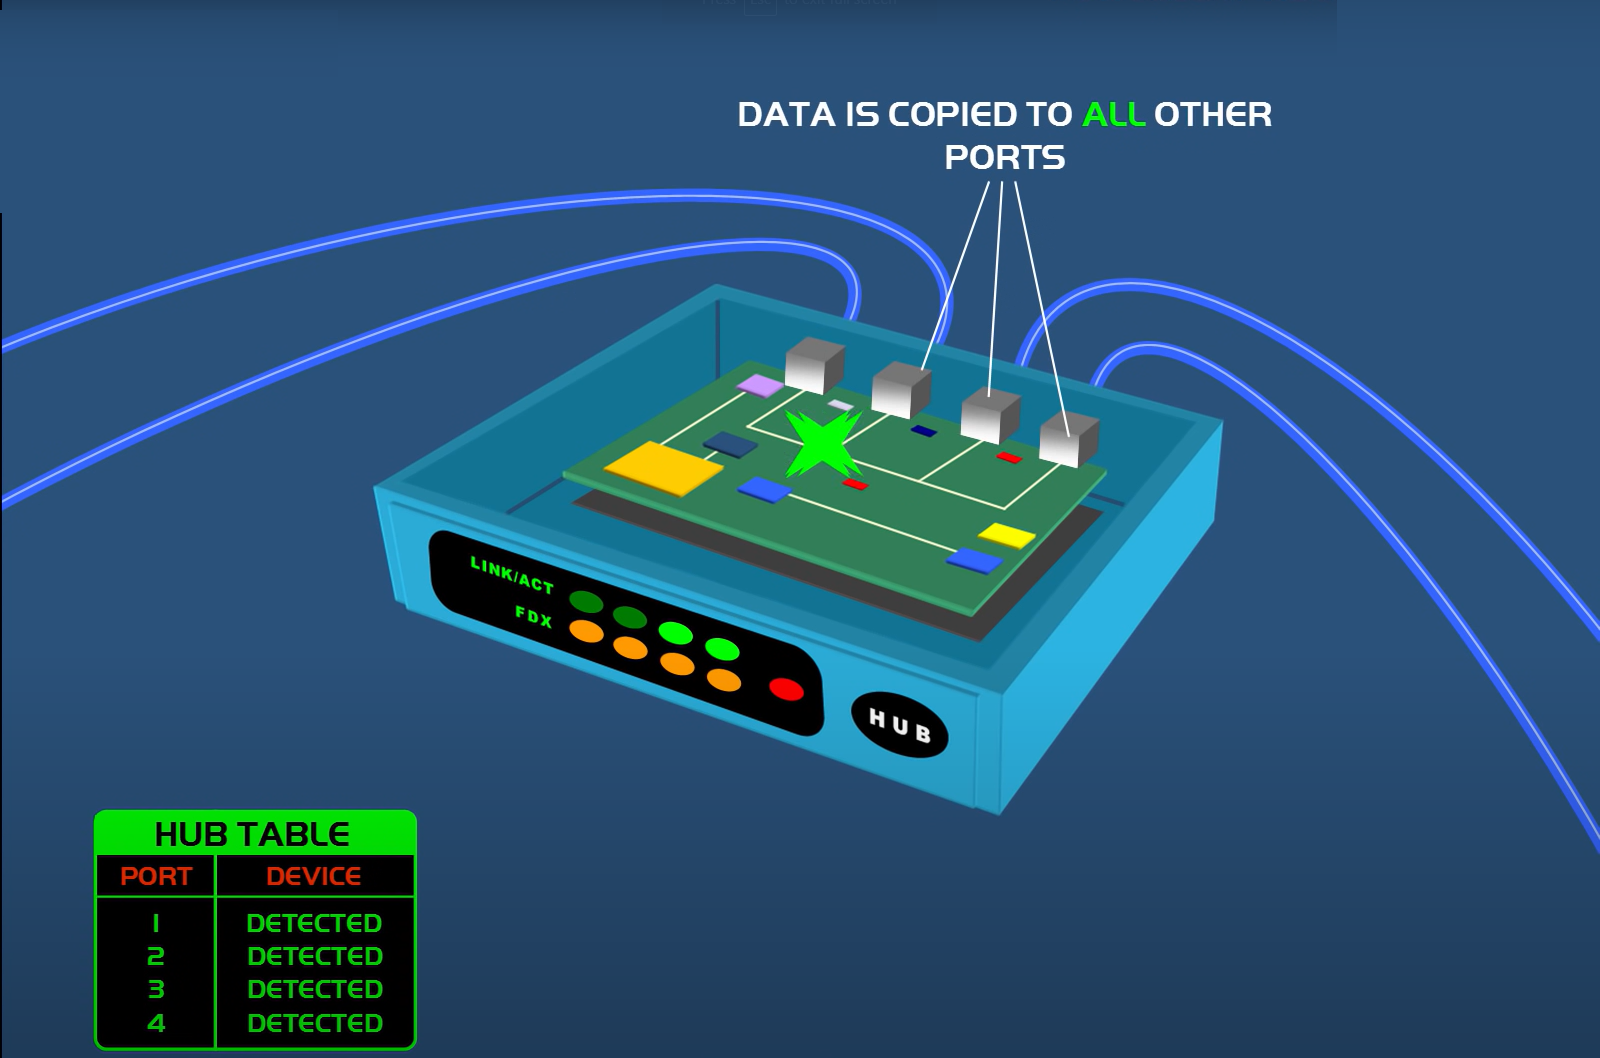 DATA IS COPIED TO ALL OTHER
PORTS
LINK/ACT
FDX
HUB
HUB TABLE
PORT DEVICE
1 DETECTED
2 DETECTED
3 DETECTED
4 DETECTED